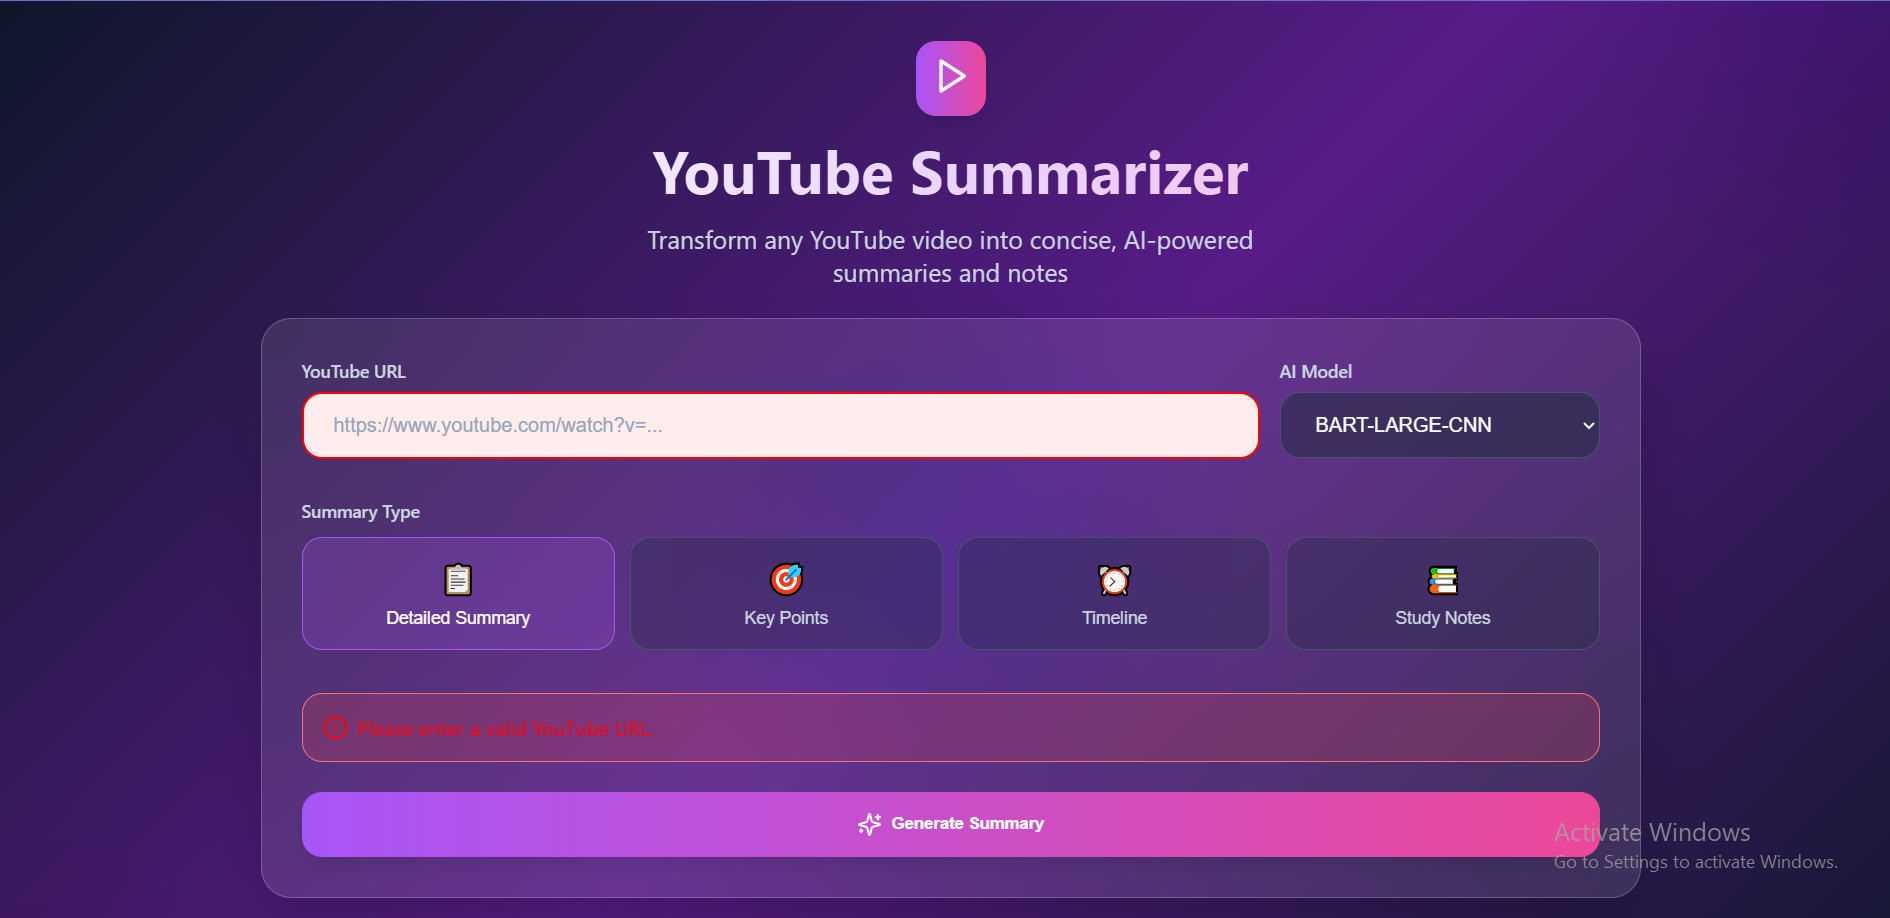 YouTube Summarizer
Transform any YouTube video into concise, AI-powered
summaries and notes
YouTube URL
AI Model
https://www.youtube.com/watch?v=...
BART-LARGE-CNN
Summary Type
Detailed Summary
Key Points
Timeline
Study Notes
Please enter a valid YouTube URL.
Generate Summary
Activate Windows
Go to Settings to activate Windows.